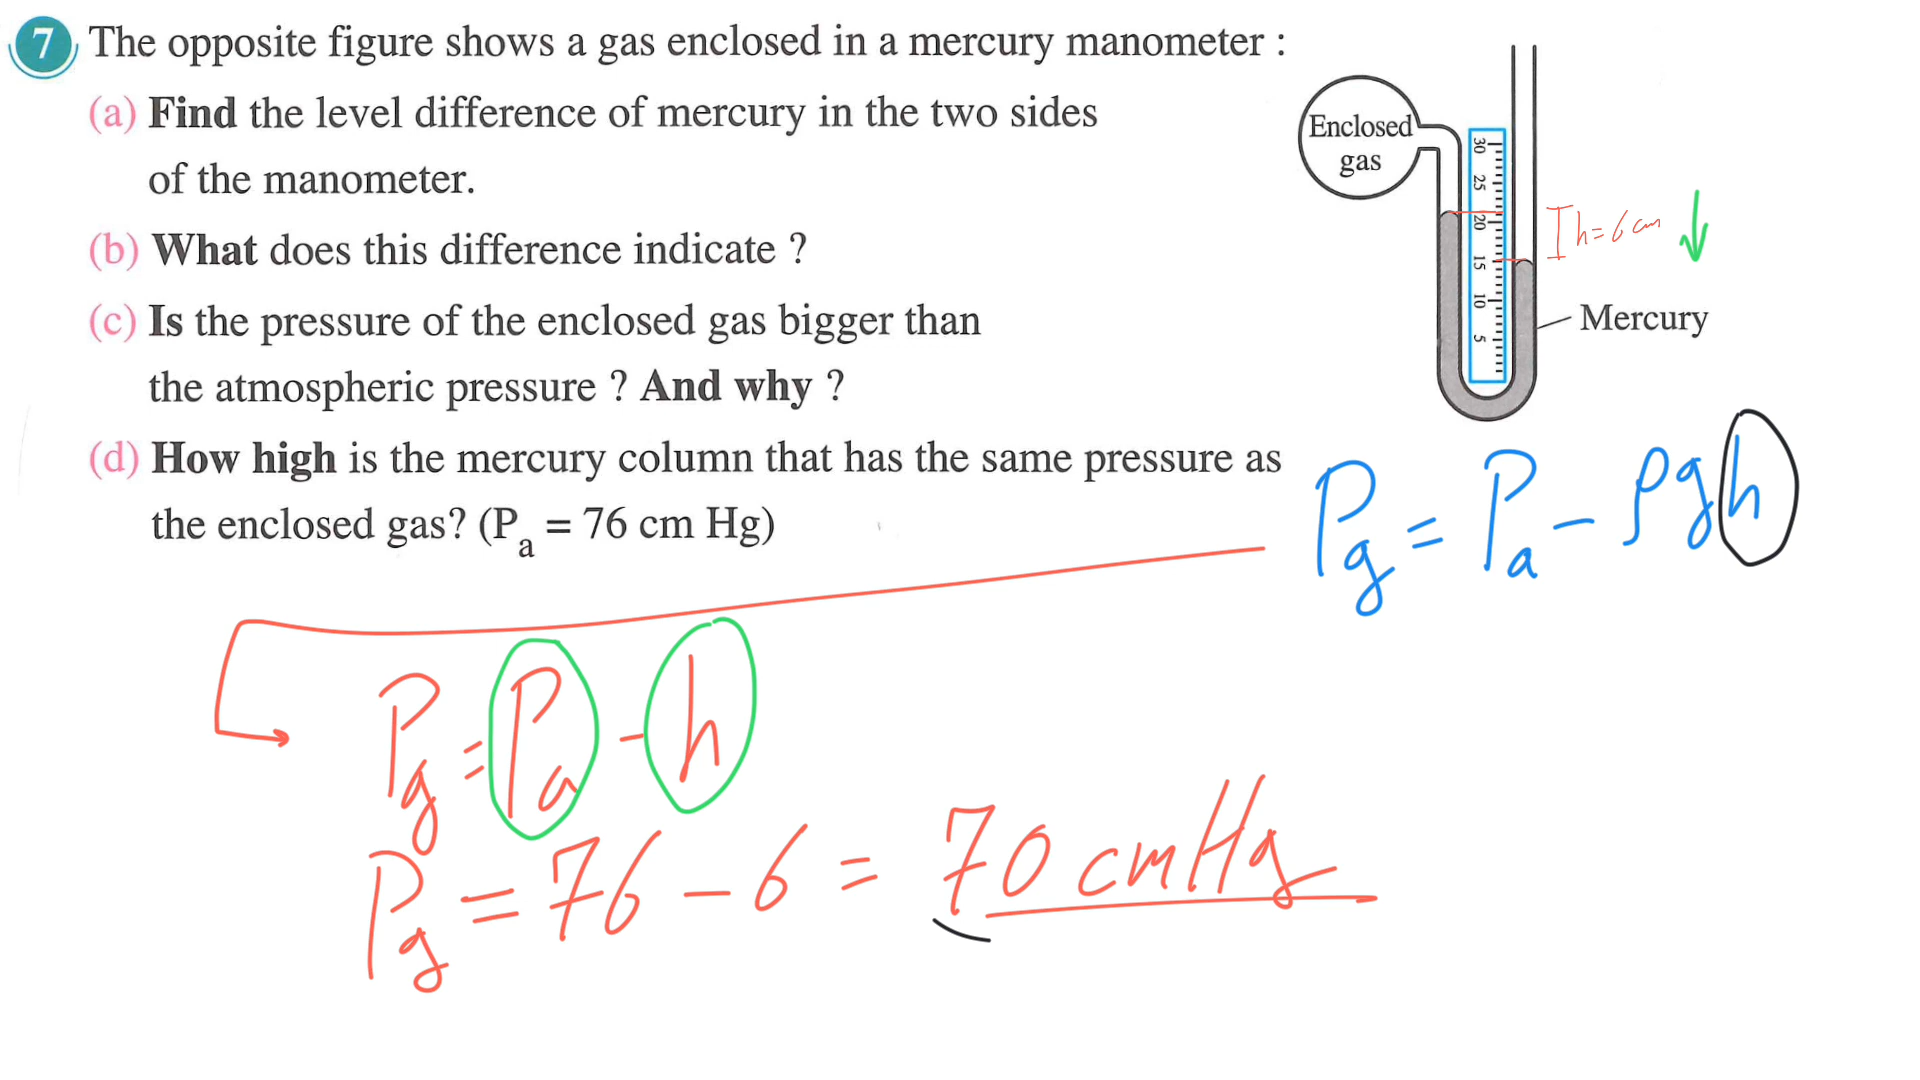 7 The opposite figure shows a gas enclosed in a mercury manometer :
(a) Find the level difference of mercury in the two sides
of the manometer.
(b) What does this difference indicate ?
(c) Is the pressure of the enclosed gas bigger than
the atmospheric pressure ? And why ?
(d) How high is the mercury column that has the same pressure as
the enclosed gas? (Pa = 76 cm Hg)
Enclosed
gas
30
25
20
15
10
5
h = 6 cm
Mercury
Pg = Pa - ρgh
Pg = Pa - h
Pg = 76 - 6 = 70 cmHg